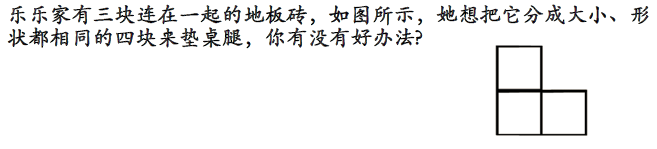 乐乐家有三块连在一起的地板砖，如图所示，她想把它分成大小、形
状都相同的四块来垫桌腿，你有没有好办法？